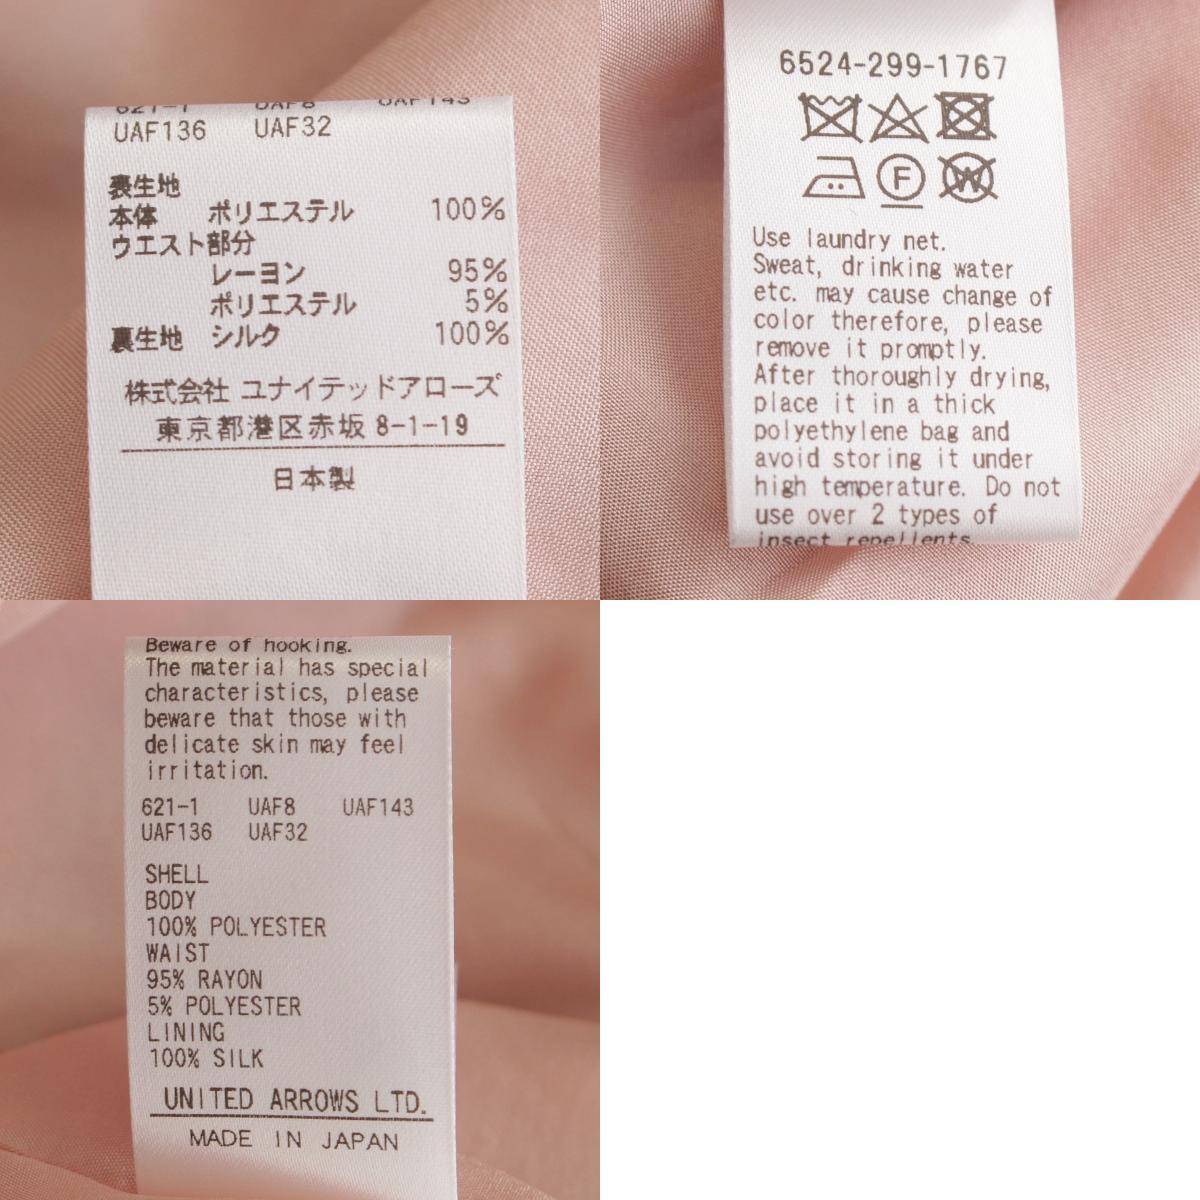 621-1 UAF8 UAF143
UAF136 UAF32
表生地
本体 ポリエステル 100%
ウエスト部分
レーヨン 95%
ポリエステル 5%
裏生地 シルク 100%
株式会社 ユナイテッドアローズ
東京都港区赤坂 8-1-19
日本製
6524-299-1767
F
W
Use laundry net.
Sweat, drinking water
etc. may cause change of
color therefore, please
remove it promptly.
After thoroughly drying,
place it in a thick
polyethylene bag and
avoid storing it under
high temperature. Do not
use over 2 types of
insect repellents.
Beware of hooking.
The material has special
characteristics, please
beware that those with
delicate skin may feel
irritation.
621-1 UAF8 UAF143
UAF136 UAF32
SHELL
BODY
100% POLYESTER
WAIST
95% RAYON
5% POLYESTER
LINING
100% SILK
UNITED ARROWS LTD.
MADE IN JAPAN